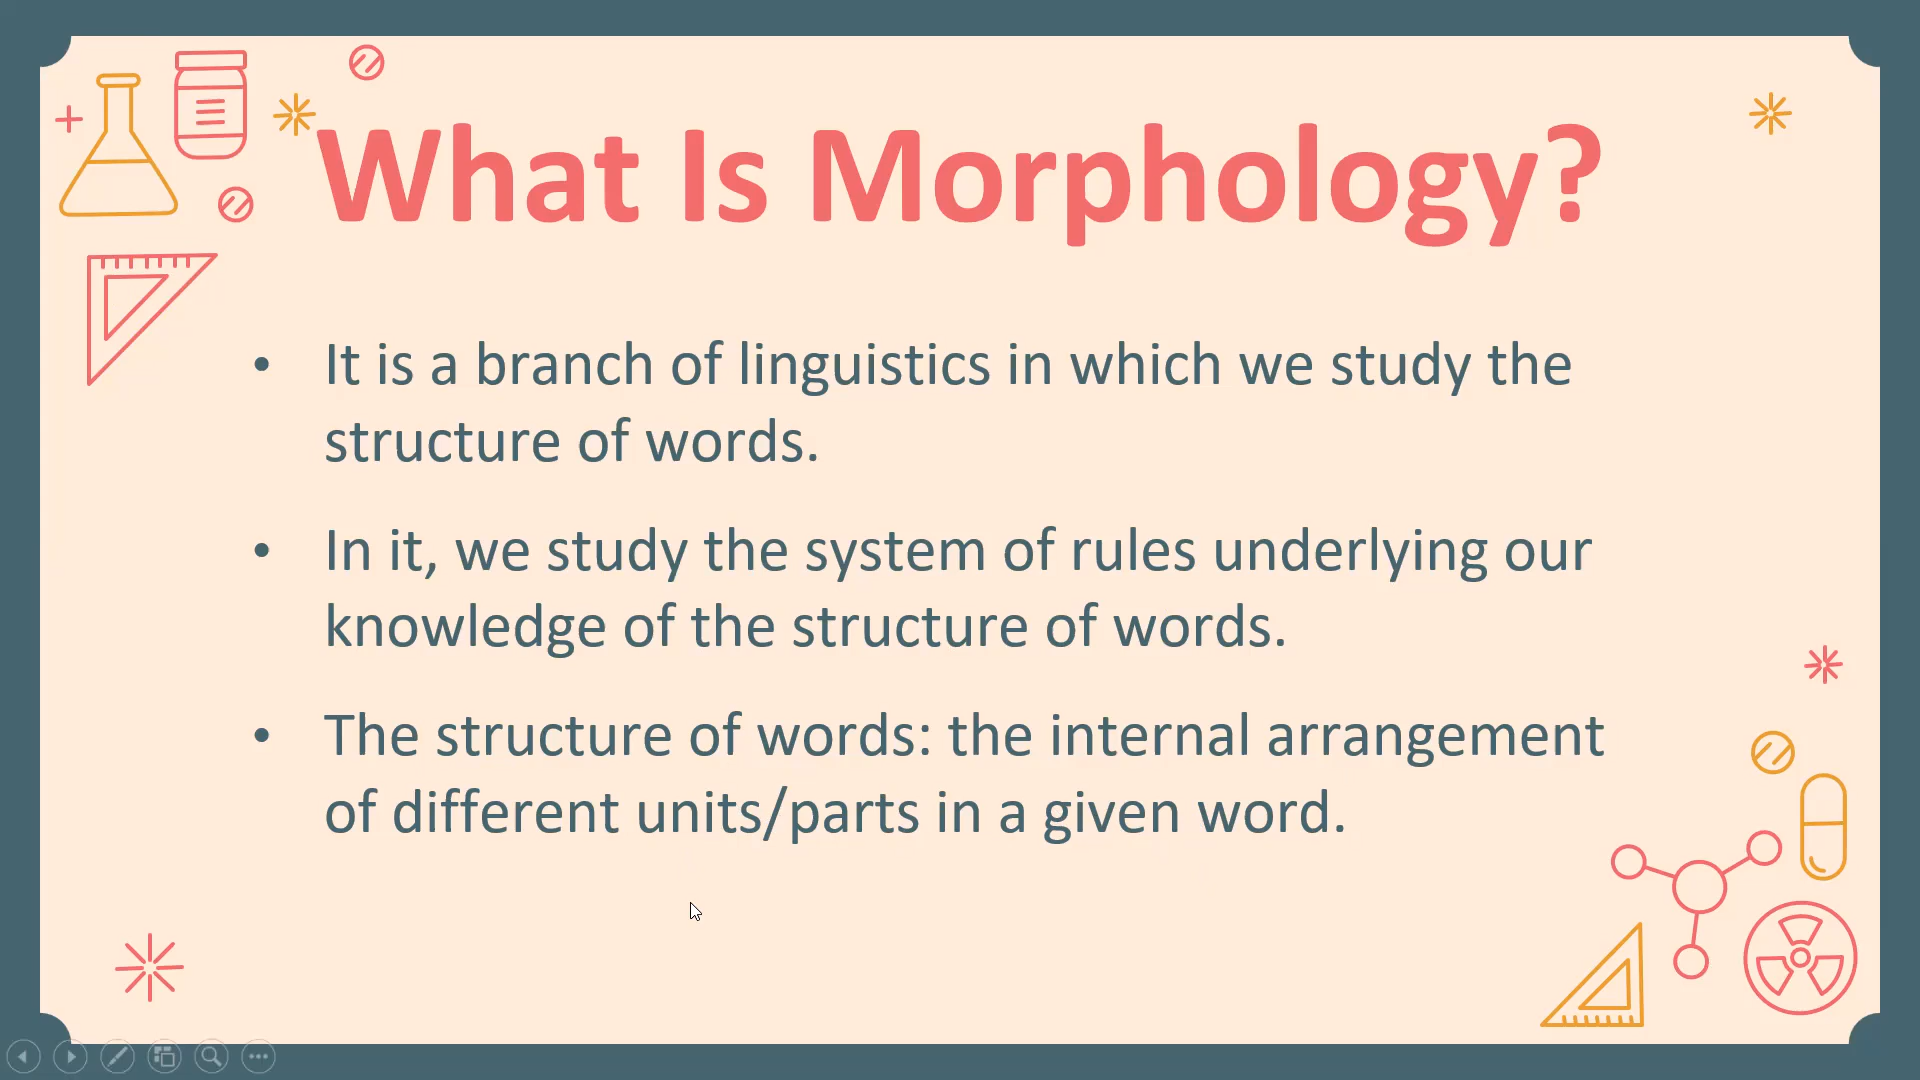 What Is Morphology?
• It is a branch of linguistics in which we study the
structure of words.
• In it, we study the system of rules underlying our
knowledge of the structure of words.
• The structure of words: the internal arrangement
of different units/parts in a given word.